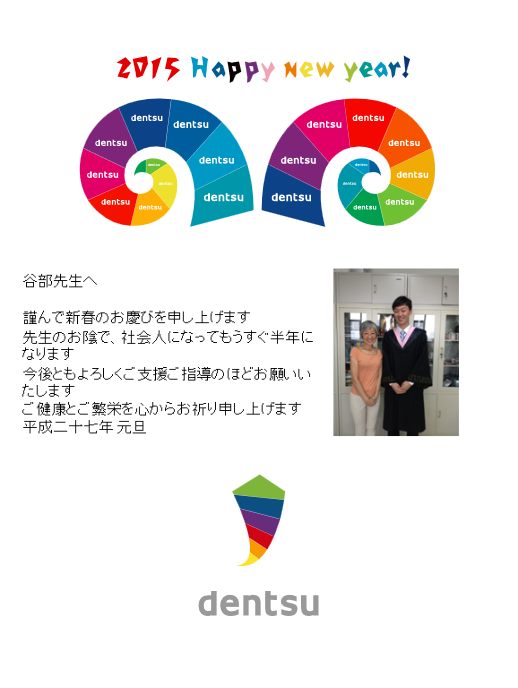 2015 Happy new year!
dentsu dentsu dentsu dentsu dentsu dentsu dentsu dentsu dentsu dentsu dentsu
dentsu dentsu dentsu dentsu dentsu dentsu dentsu dentsu dentsu dentsu dentsu
谷部先生へ
謹んで新春のお慶びを申し上げます
先生のお陰で、社会人になってもうすぐ半年に
なります
今後ともよろしくご支援ご指導のほどお願いい
たします
ご健康とご繁栄を心からお祈り申し上げます
平成二十七年 元旦
dentsu